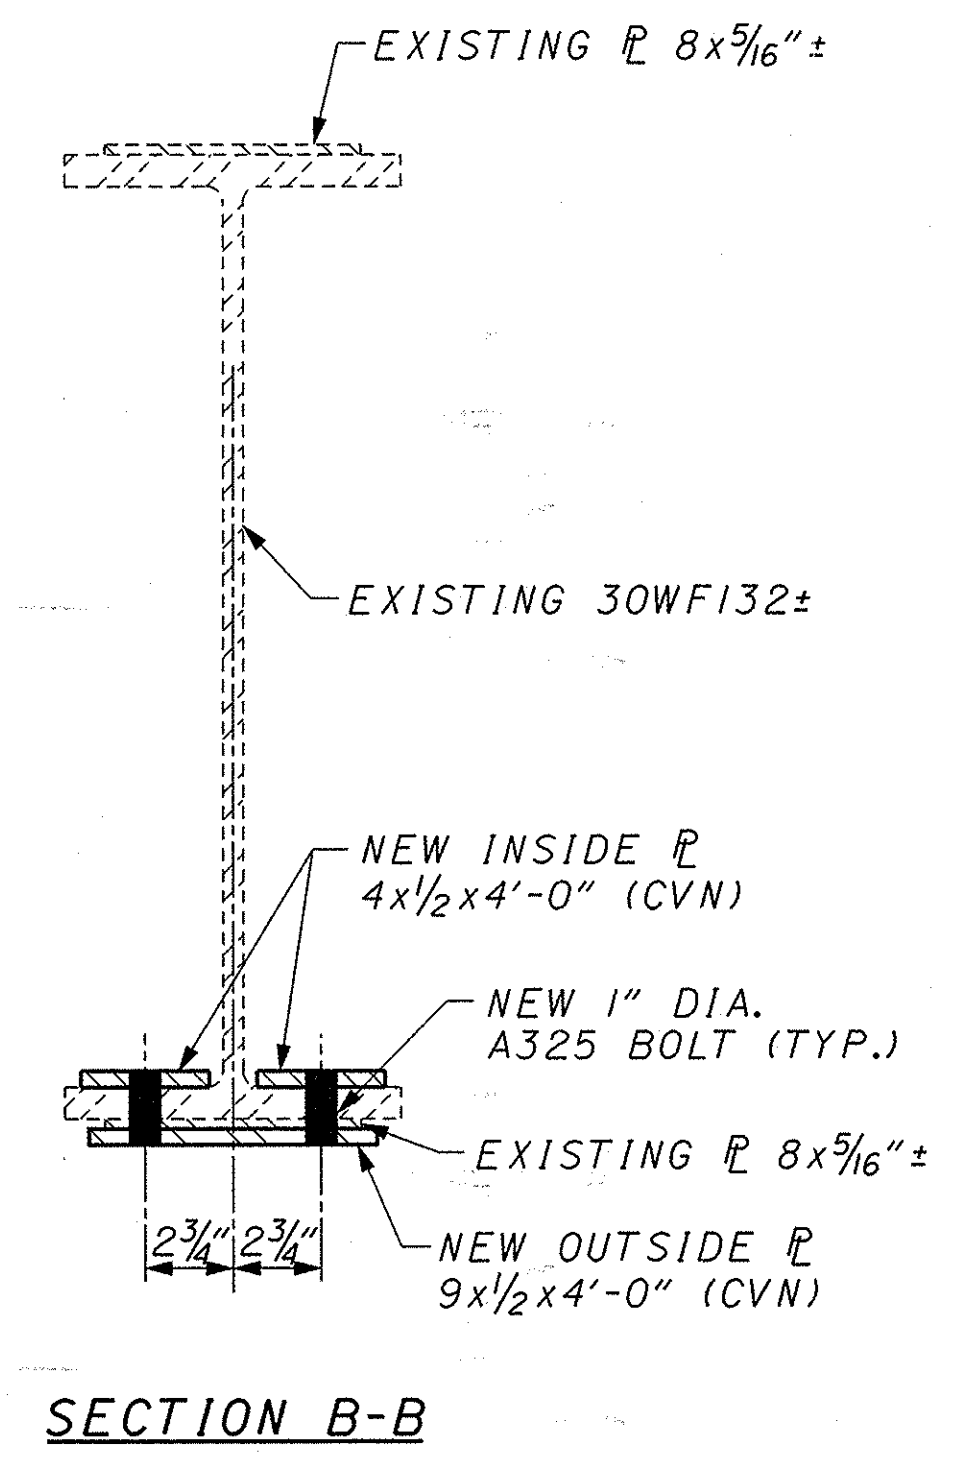 EXISTING ℄ 8x5/16"±
EXISTING 30WF132±
NEW INSIDE ℄
4x1/2x4'-0" (CVN)
NEW 1" DIA.
A325 BOLT (TYP.)
EXISTING ℄ 8x5/16"±
2 3/4" 2 3/4"
NEW OUTSIDE ℄
9x1/2x4'-0" (CVN)
SECTION B-B